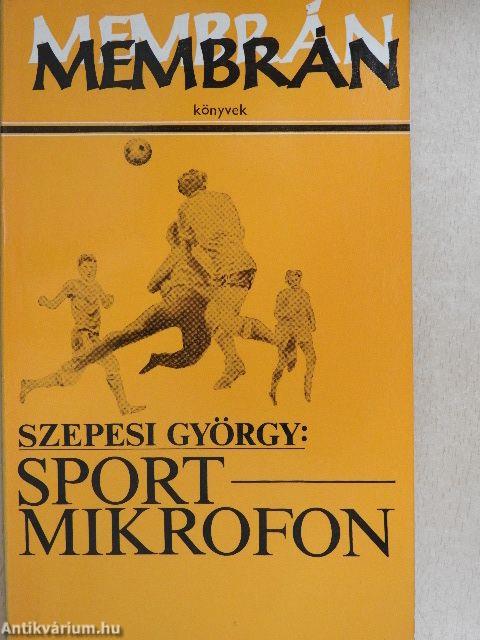 MEMBRÁN
MEMBRÁN
könyvek
SZEPESI GYÖRGY:
SPORT—
MIKROFON
Antikvárium.hu